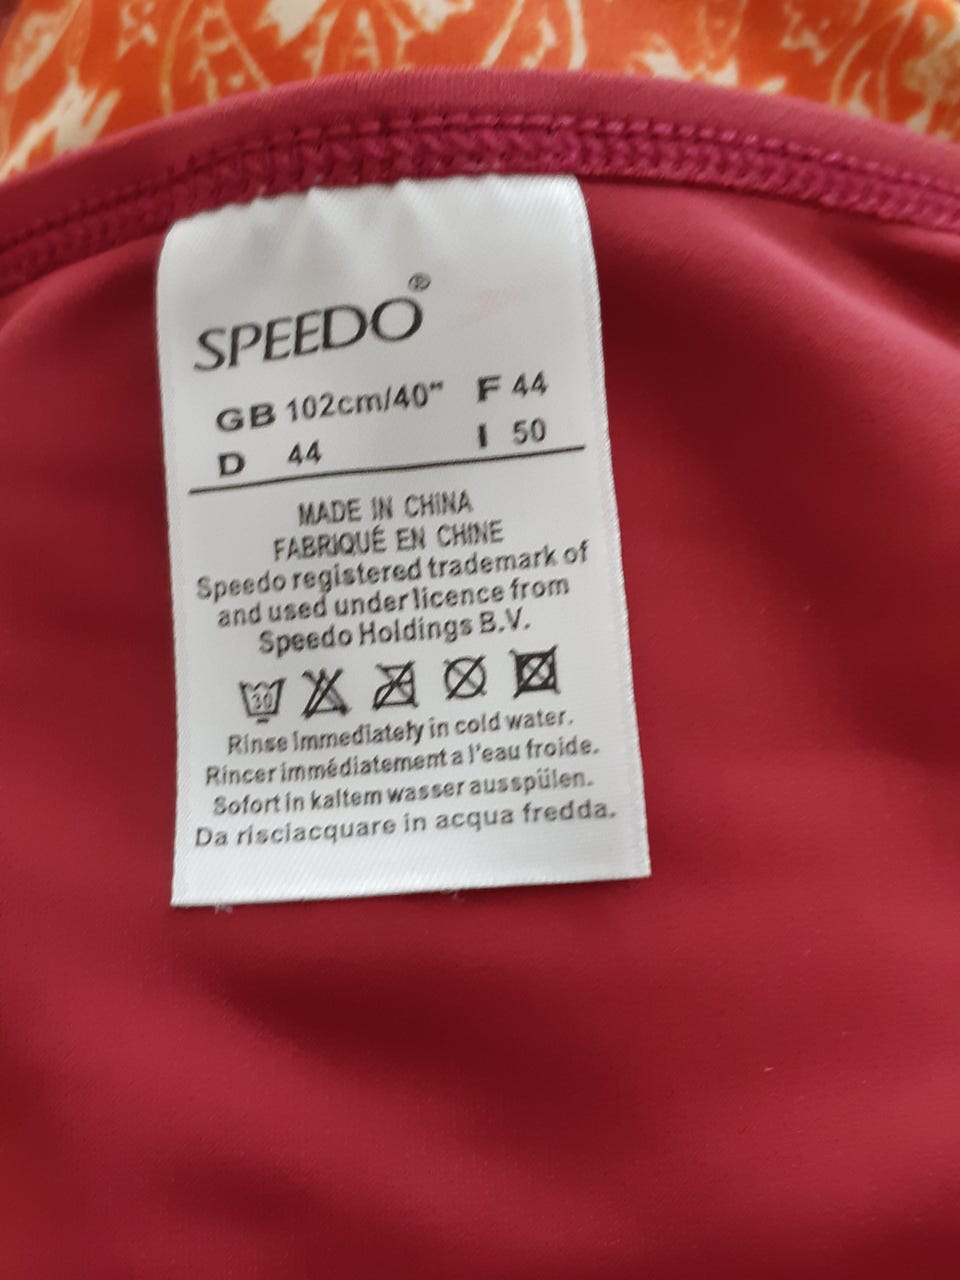 SPEEDO®
GB 102cm/40" F 44
D 44 I 50
MADE IN CHINA
FABRIQUÉ EN CHINE
Speedo registered trademark of
and used under licence from
Speedo Holdings B.V.
30
Rinse Immediately in cold water.
Rincer immédiatement a l'eau froide.
Sofort in kaltem wasser ausspülen.
Da risciacquare in acqua fredda.